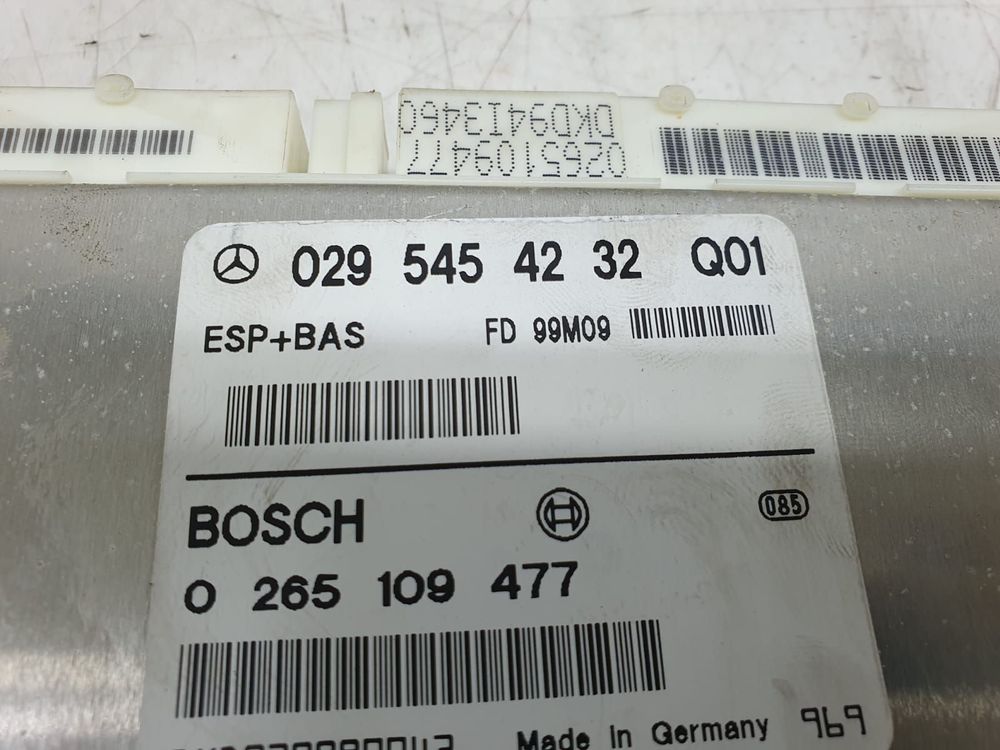 0265109477
DKD94I3460
029 545 42 32 Q01
ESP+BAS FD 99M09
BOSCH 085
0 265 109 477
Made in Germany 969